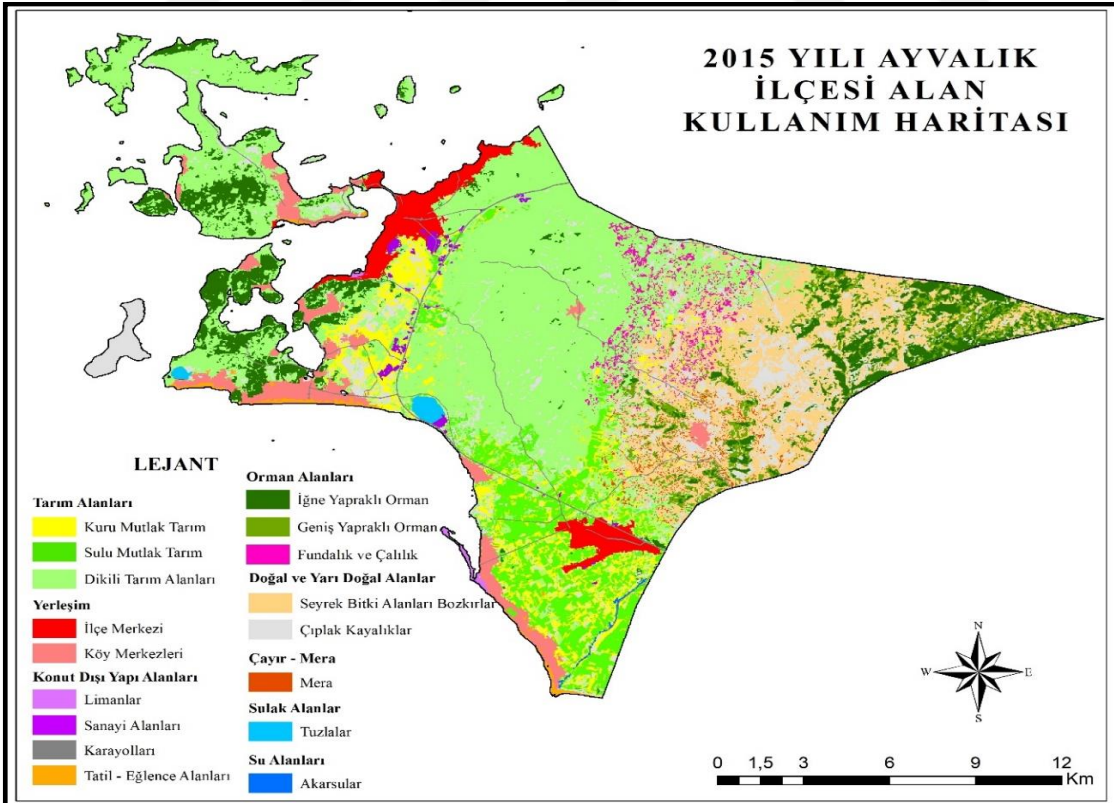 2015 YILI AYVALIK
İLÇESİ ALAN
KULLANIM HARİTASI
LEJANT
Tarım Alanları
Kuru Mutlak Tarım
Sulu Mutlak Tarım
Dikili Tarım Alanları
Yerleşim
İlçe Merkezi
Köy Merkezleri
Konut Dışı Yapı Alanları
Limanlar
Sanayi Alanları
Karayolları
Tatil - Eğlence Alanları
Orman Alanları
İğne Yapraklı Orman
Geniş Yapraklı Orman
Fundalık ve Çalılık
Doğal ve Yarı Doğal Alanlar
Seyrek Bitki Alanları Bozkırlar
Çıplak Kayalıklar
Çayır - Mera
Mera
Sulak Alanlar
Tuzlalar
Su Alanları
Akarsular
N
W E
S
0 1,5 3 6 9 12
Km